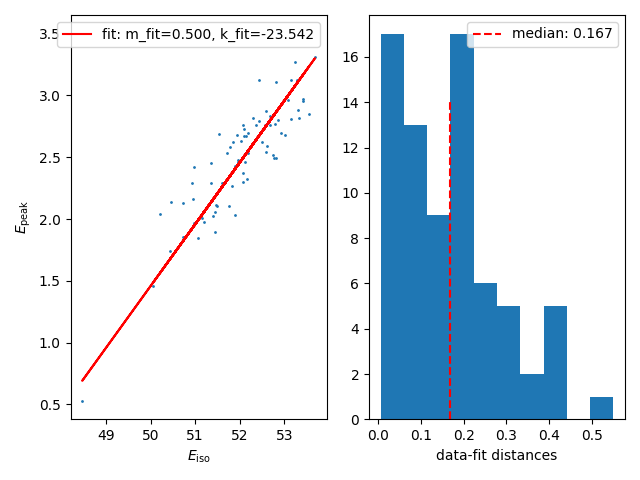 fit: m_fit=0.500, k_fit=-23.542
3.5
3.0
2.5
2.0
1.5
1.0
0.5
E_peak
49 50 51 52 53
E_iso
median: 0.167
16
14
12
10
8
6
4
2
0
0.0 0.1 0.2 0.3 0.4 0.5
data-fit distances